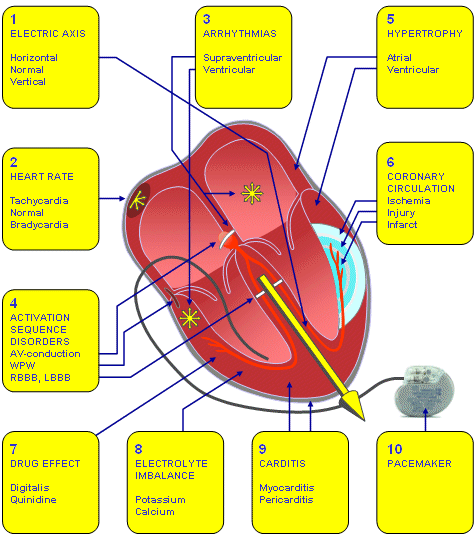 1
ELECTRIC AXIS
Horizontal
Normal
Vertical
2
HEART RATE
Tachycardia
Normal
Bradycardia
3
ARRHYTHMIAS
Supraventricular
Ventricular
4
ACTIVATION
SEQUENCE
DISORDERS
AV-conduction
WPW
RBBB, LBBB
5
HYPERTROPHY
Atrial
Ventricular
6
CORONARY
CIRCULATION
Ischemia
Injury
Infarct
7
DRUG EFFECT
Digitalis
Quinidine
8
ELECTROLYTE
IMBALANCE
Potassium
Calcium
9
CARDITIS
Myocarditis
Pericarditis
10
PACEMAKER